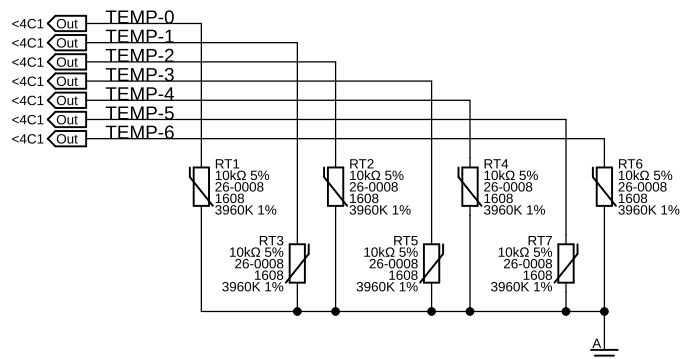 <4C1 Out TEMP-0
<4C1 Out TEMP-1
<4C1 Out TEMP-2
<4C1 Out TEMP-3
<4C1 Out TEMP-4
<4C1 Out TEMP-5
<4C1 Out TEMP-6
RT1
10kΩ 5%
26-0008
1608
3960K 1%
RT2
10kΩ 5%
26-0008
1608
3960K 1%
RT4
10kΩ 5%
26-0008
1608
3960K 1%
RT6
10kΩ 5%
26-0008
1608
3960K 1%
RT3
10kΩ 5%
26-0008
1608
3960K 1%
RT5
10kΩ 5%
26-0008
1608
3960K 1%
RT7
10kΩ 5%
26-0008
1608
3960K 1%
A